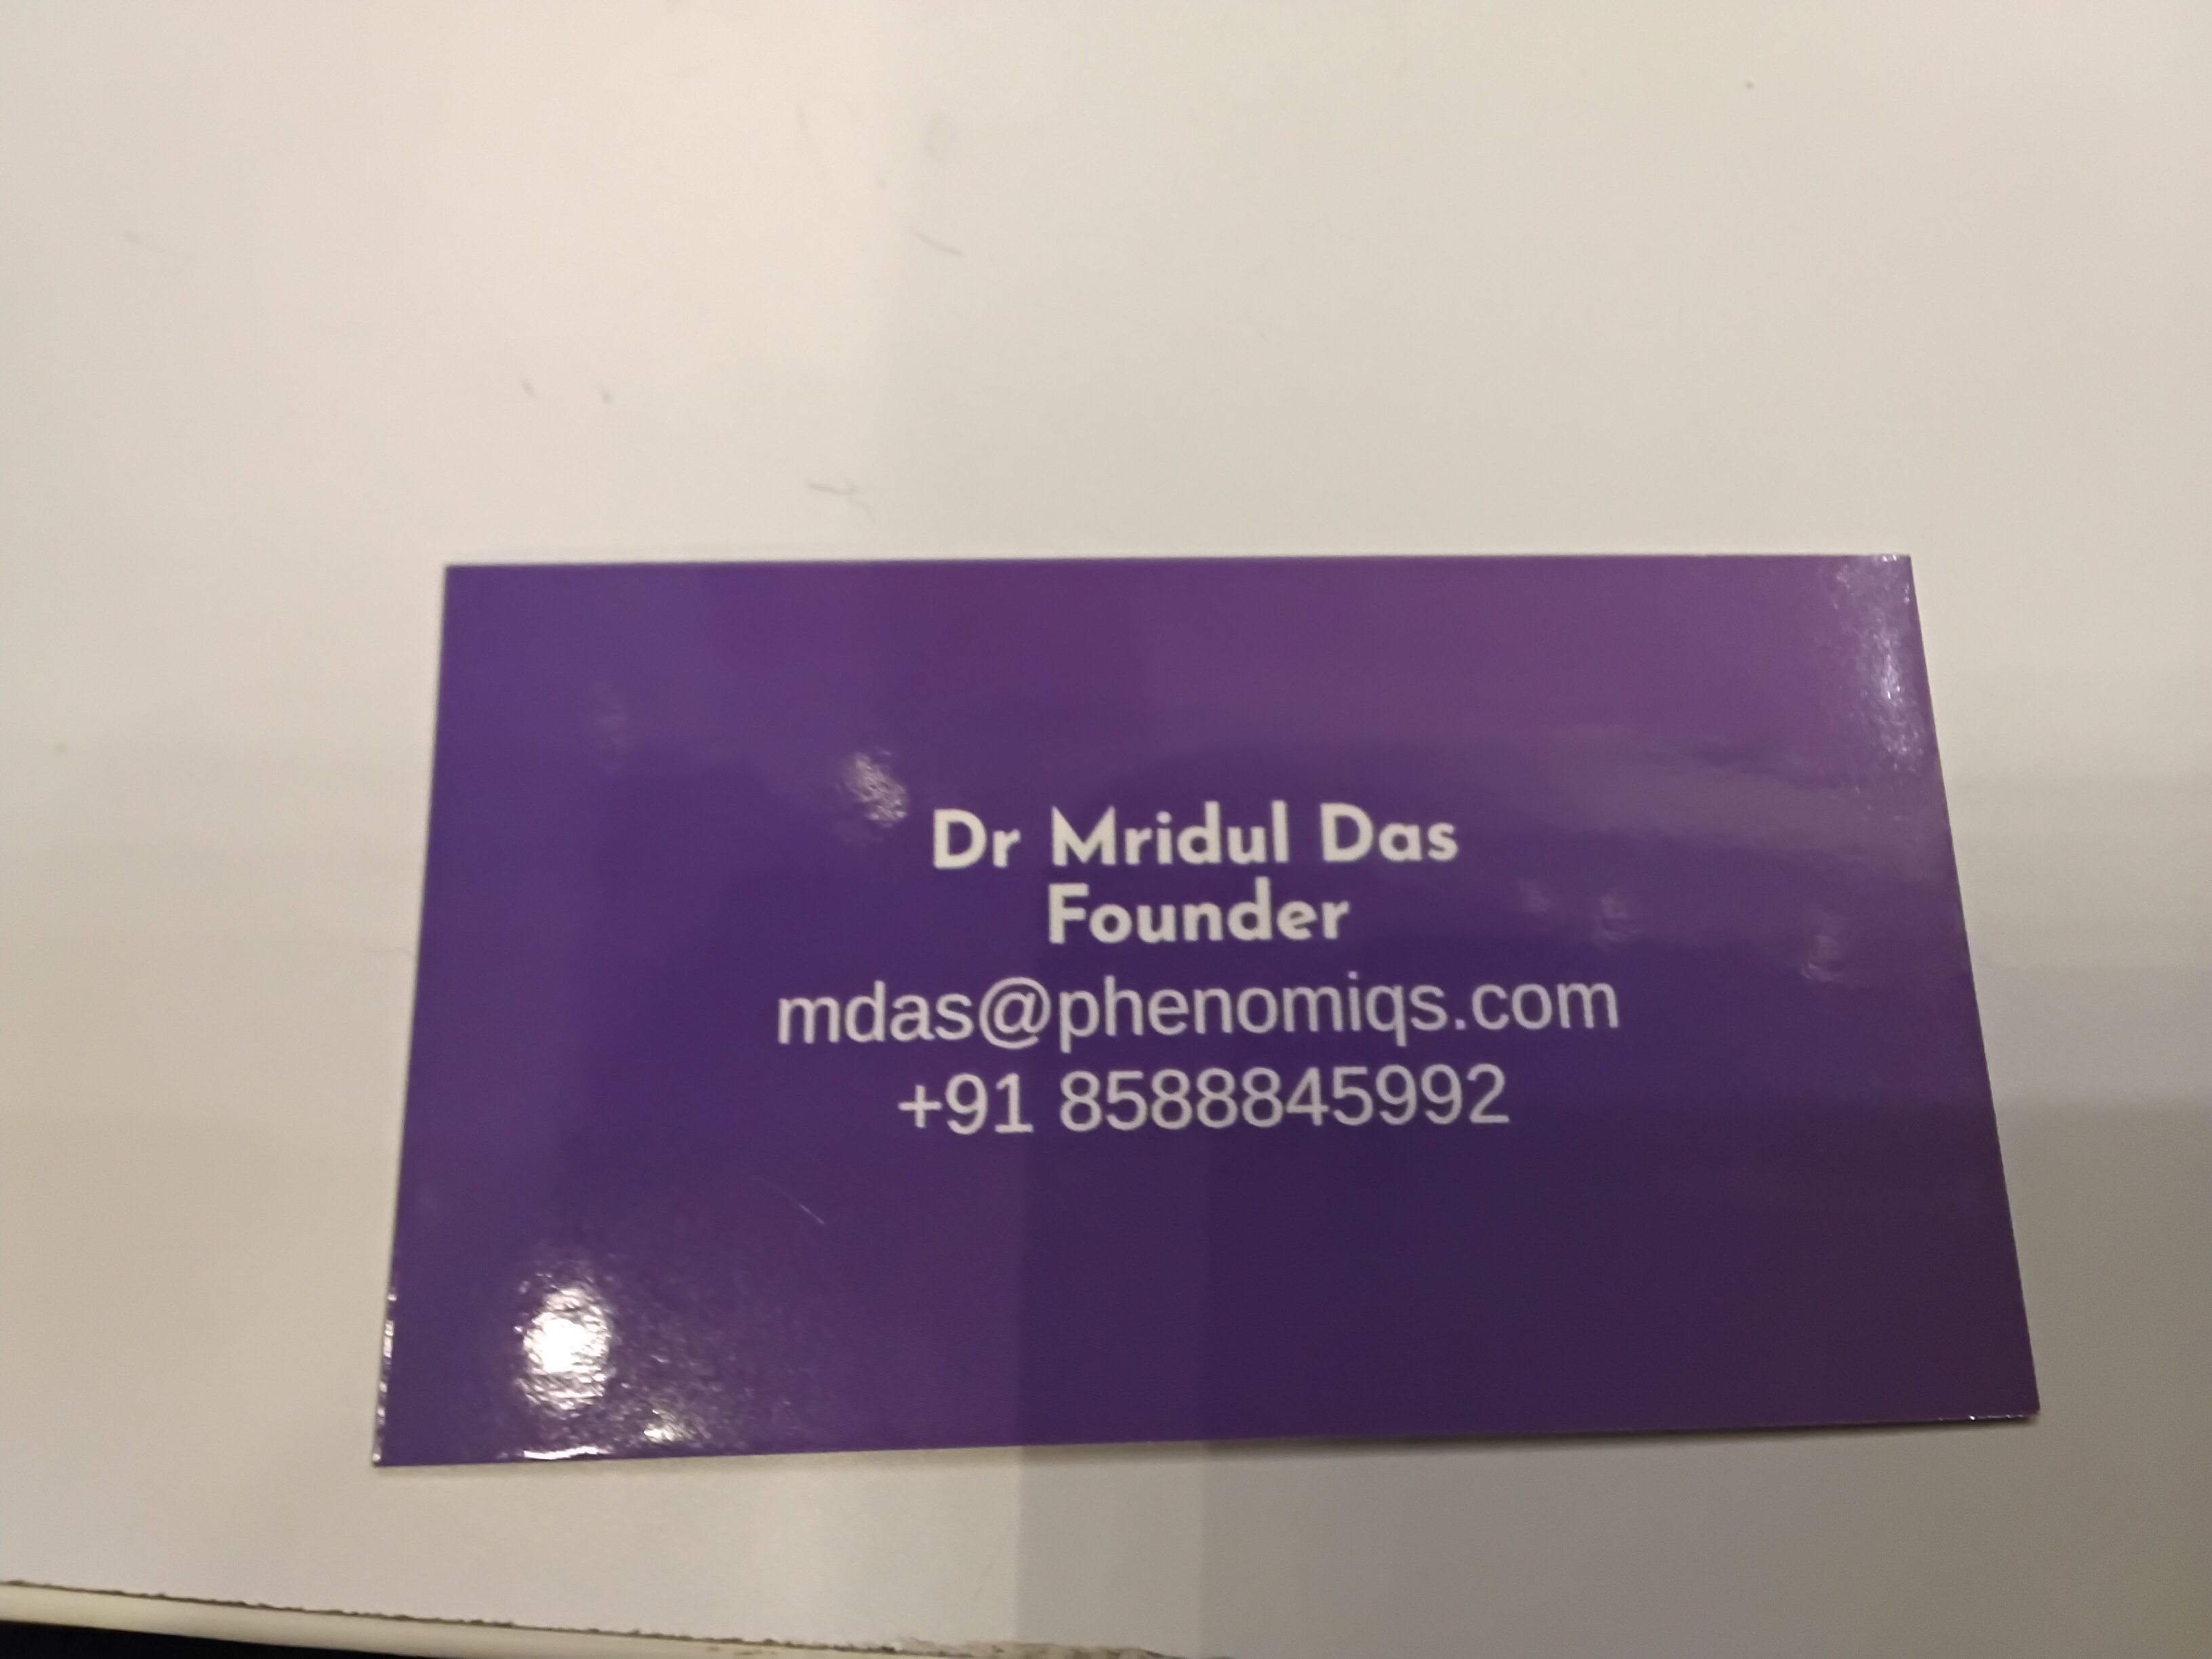 Dr Mridul Das
Founder
mdas@phenomiqs.com
+91 8588845992